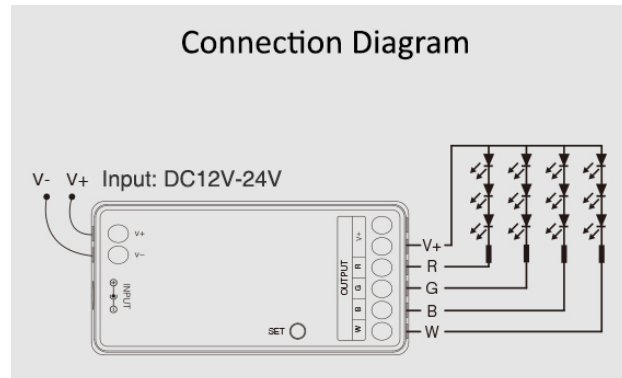 Connection Diagram
V- V+ Input: DC12V-24V
V+
V-
INPUT
SET
OUTPUT
V+
R
G
B
W
V+
R
G
B
W